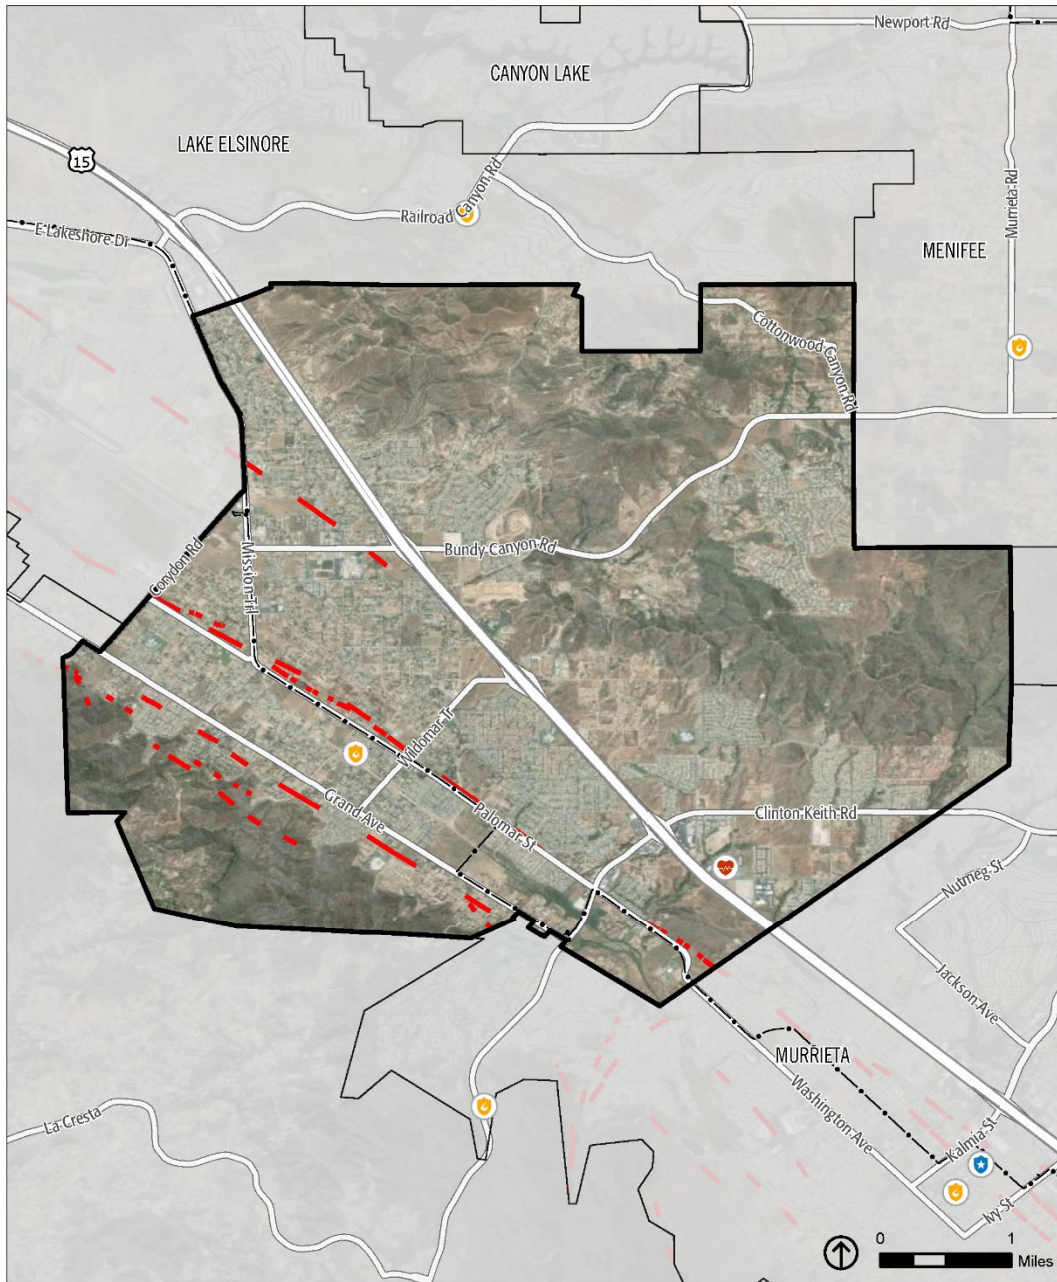 Newport Rd
CANYON LAKE
LAKE ELSINORE
15
Railroad Canyon Rd
Murrieta Rd
E Lakeshore Dr
MENIFEE
Cottonwood Canyon Rd
Bundy Canyon Rd
Corydon Rd
Mission Trl
Wildomar Tr
Grand Ave
Palomar St
Clinton Keith Rd
Nutmeg St
Jackson Ave
MURRIETA
Washington Ave
La Cresta
Kalmia St
Ivy St
0 1
Miles